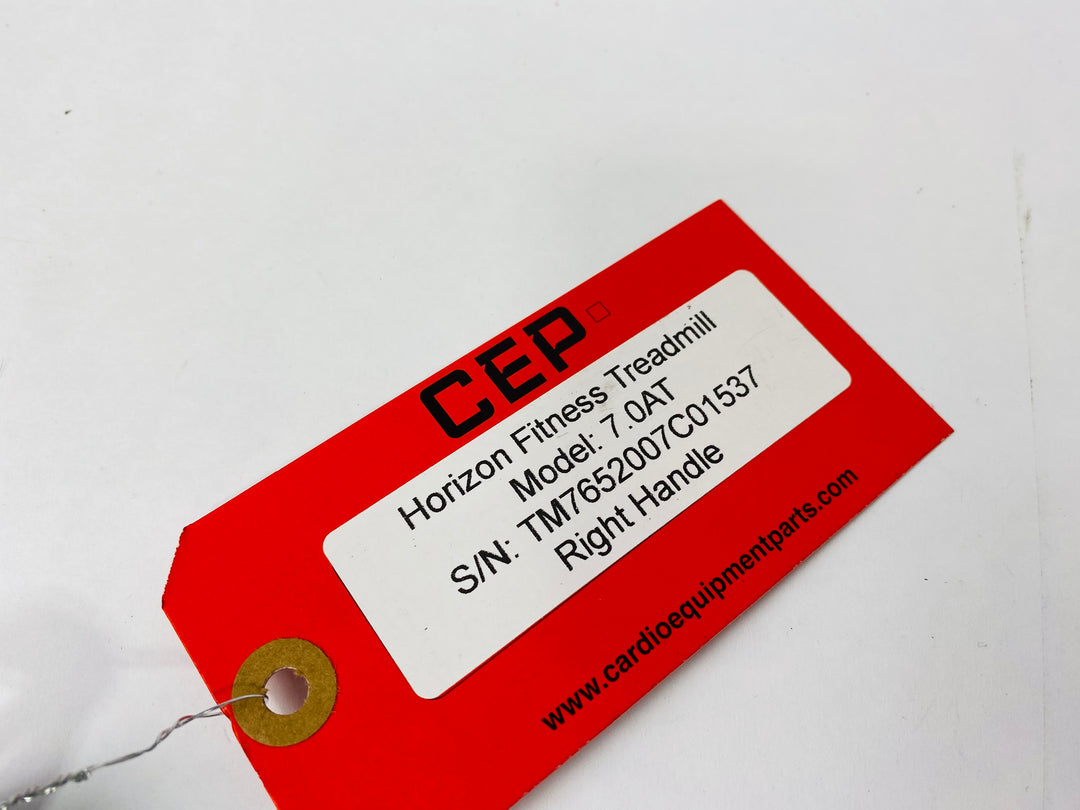 CEP
Horizon Fitness Treadmill
Model: 7.0AT
S/N: TM7652007C01537
Right Handle
www.cardioequipmentparts.com